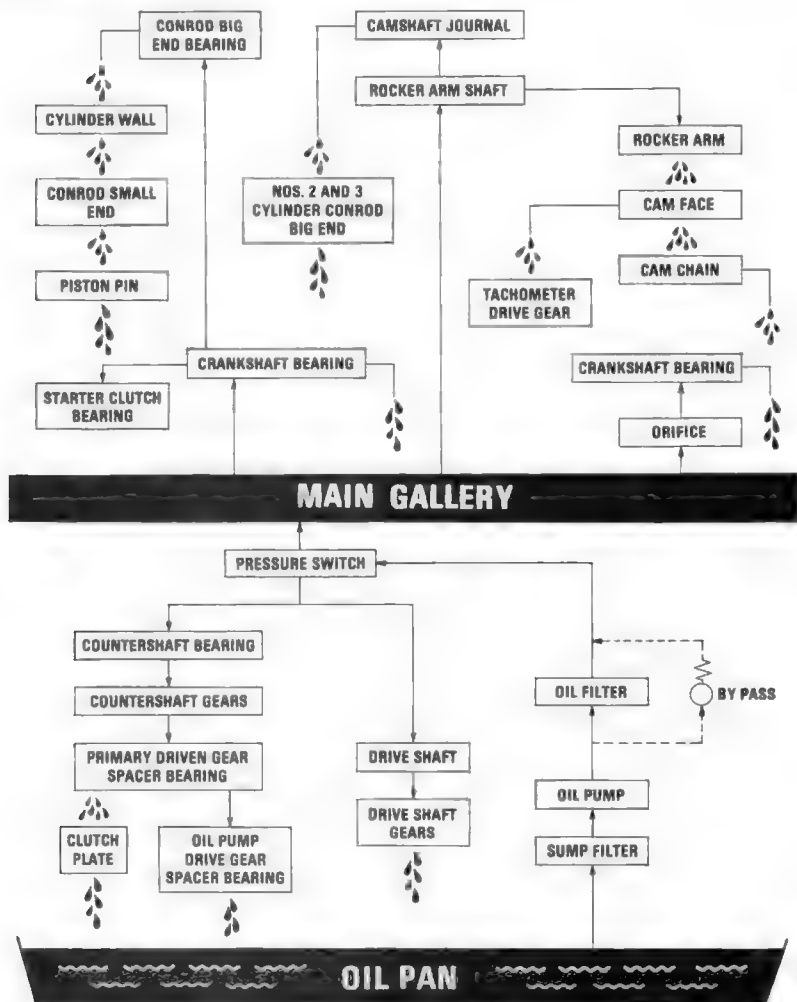 CONROD BIG
END BEARING
CAMSHAFT JOURNAL
ROCKER ARM SHAFT
CYLINDER WALL
ROCKER ARM
CONROD SMALL
END
NOS. 2 AND 3
CYLINDER CONROD
BIG END
CAM FACE
PISTON PIN
CAM CHAIN
TACHOMETER
DRIVE GEAR
CRANKSHAFT BEARING
CRANKSHAFT BEARING
STARTER CLUTCH
BEARING
ORIFICE
MAIN GALLERY
PRESSURE SWITCH
COUNTERSHAFT BEARING
COUNTERSHAFT GEARS
OIL FILTER
BY PASS
PRIMARY DRIVEN GEAR
SPACER BEARING
DRIVE SHAFT
OIL PUMP
CLUTCH
PLATE
OIL PUMP
DRIVE GEAR
SPACER BEARING
DRIVE SHAFT
GEARS
SUMP FILTER
OIL PAN